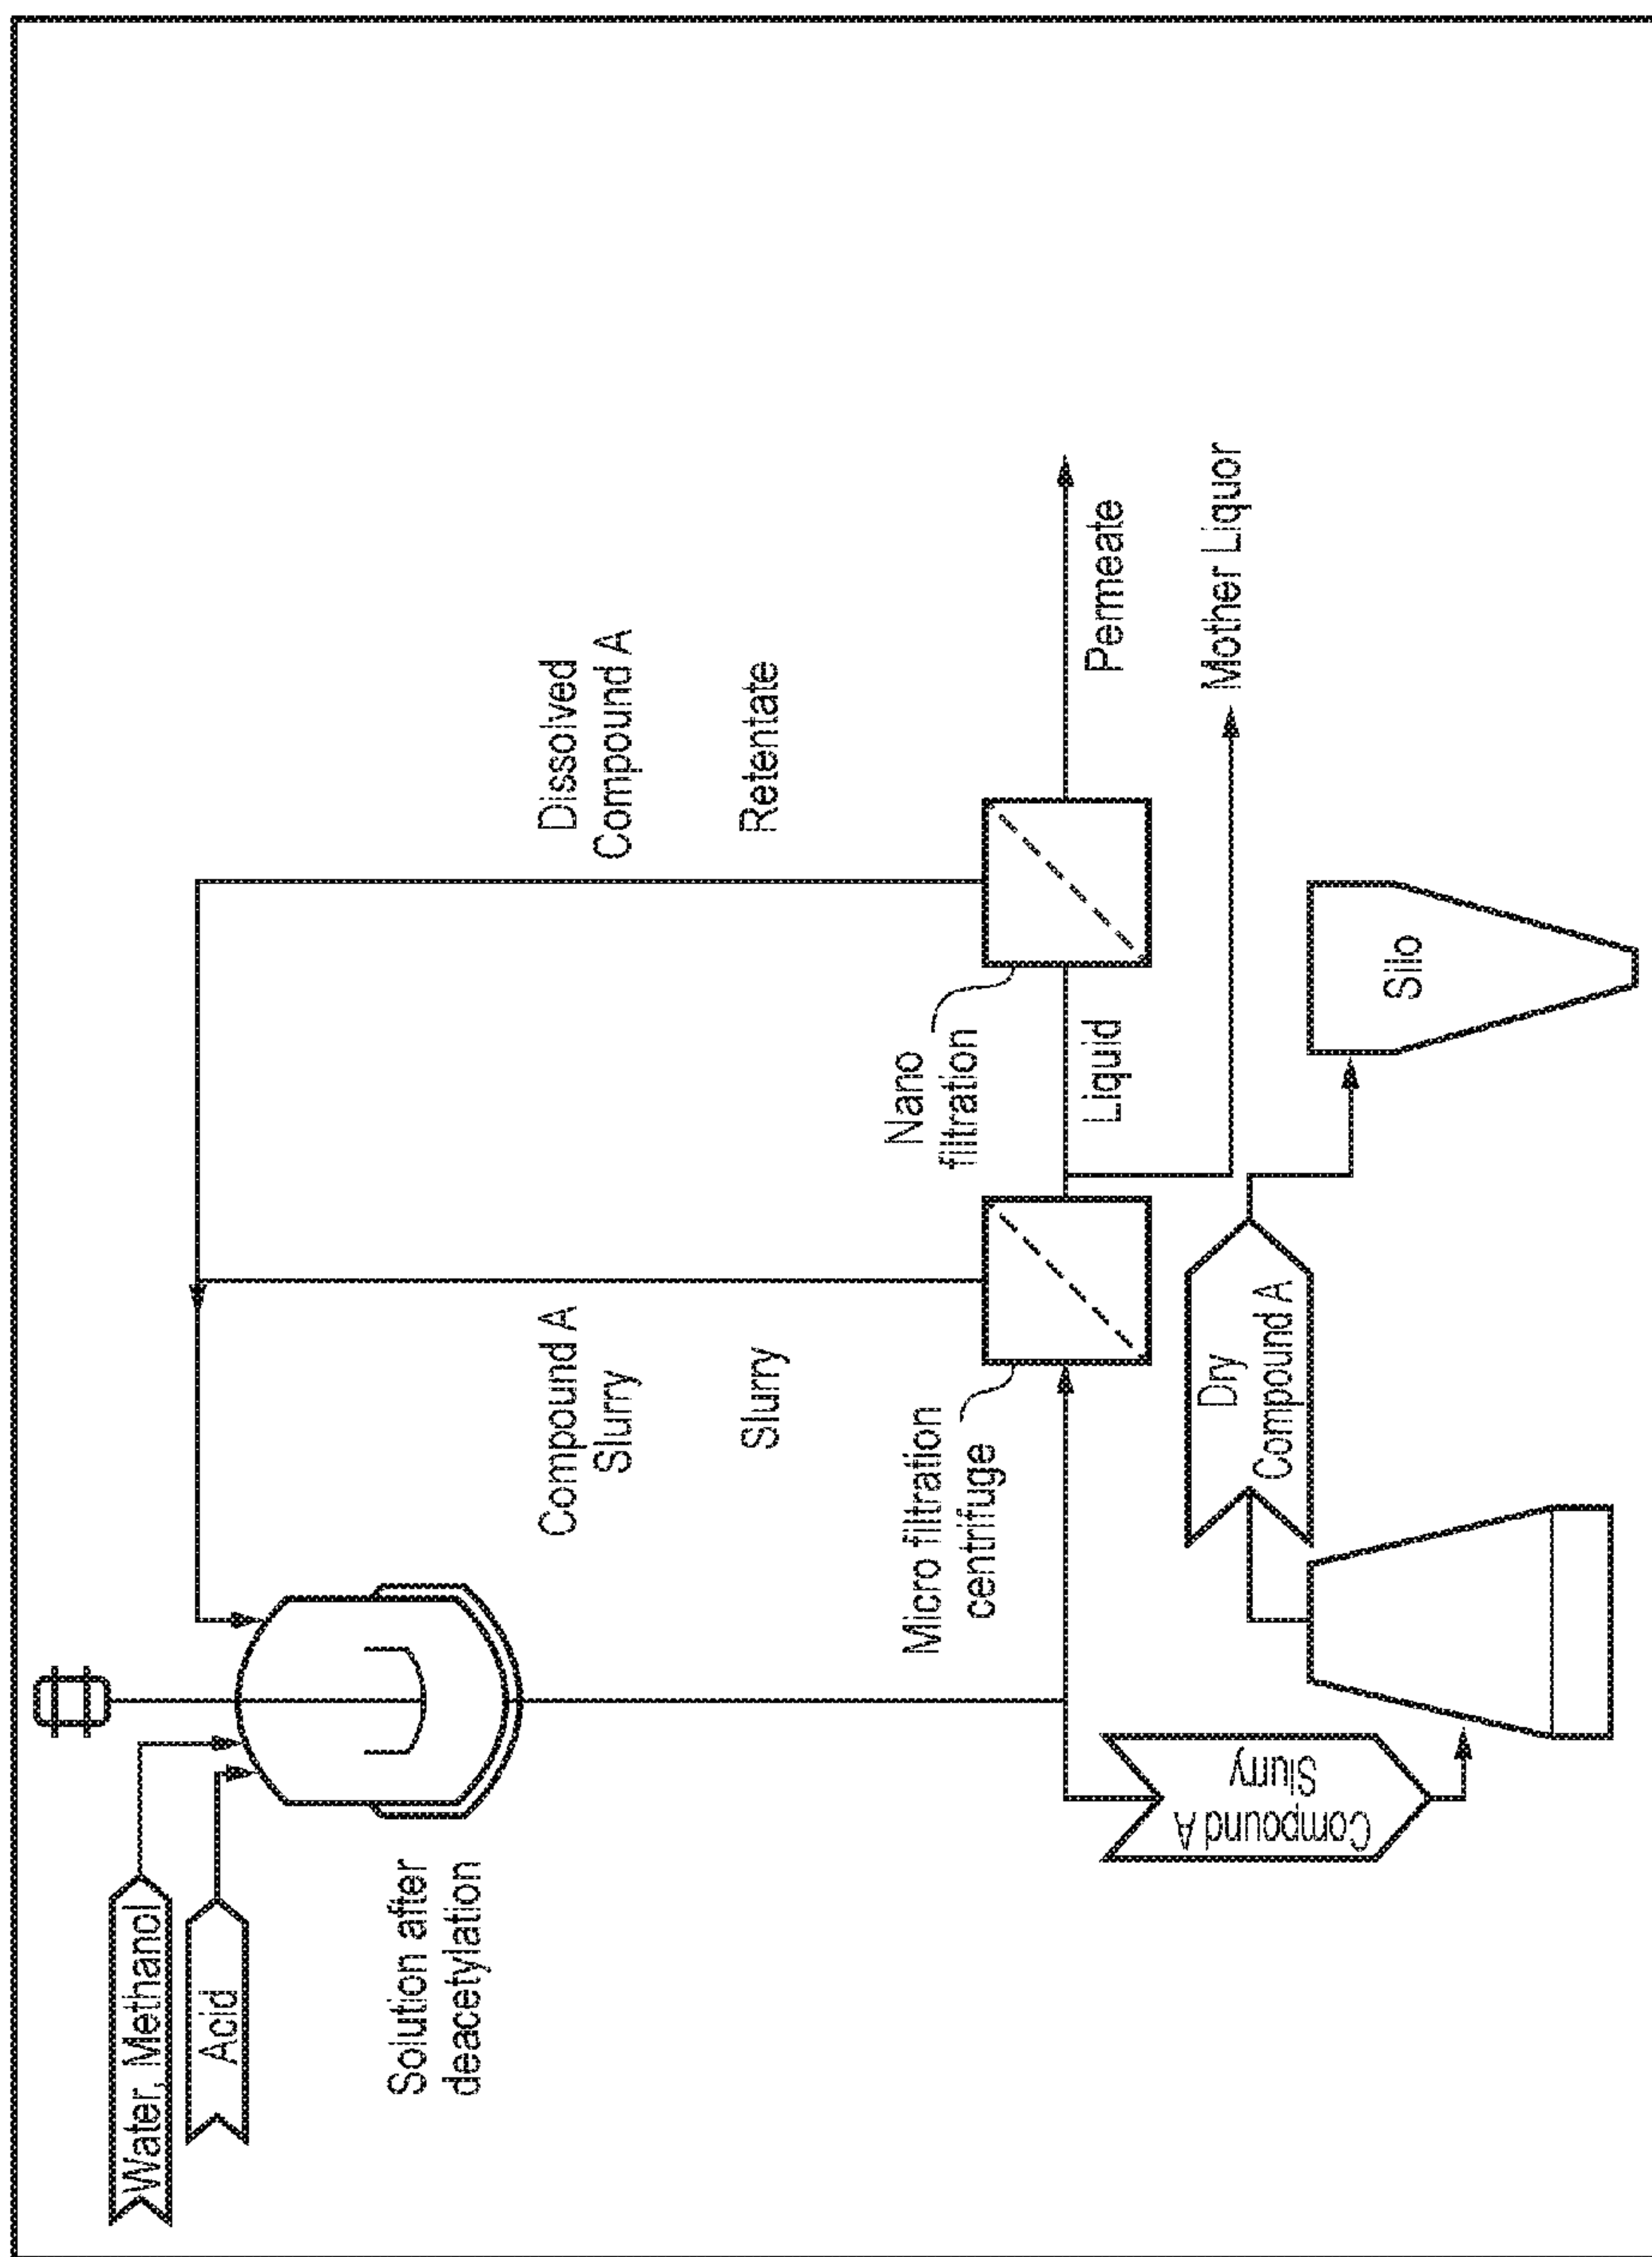 Water, Methanol
Acid
Solution after
deacetylation
Compound A
Slurry
Slurry
Dissolved
Compound A
Retentate
Micro filtration
centrifuge
Nano
filtration
Liquid
Permeate
Mother Liquor
Compound A
Slurry
Dry
Compound A
Silo